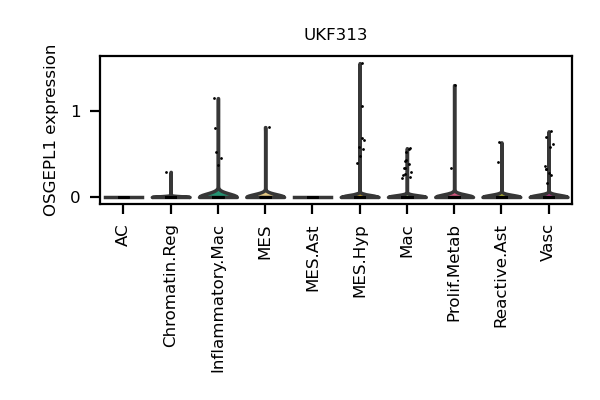 UKF313
OSGEPL1 expression
1
0
AC
Chromatin.Reg
Inflammatory.Mac
MES
MES.Ast
MES.Hyp
Mac
Prolif.Metab
Reactive.Ast
Vasc